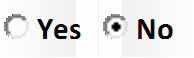 Yes No